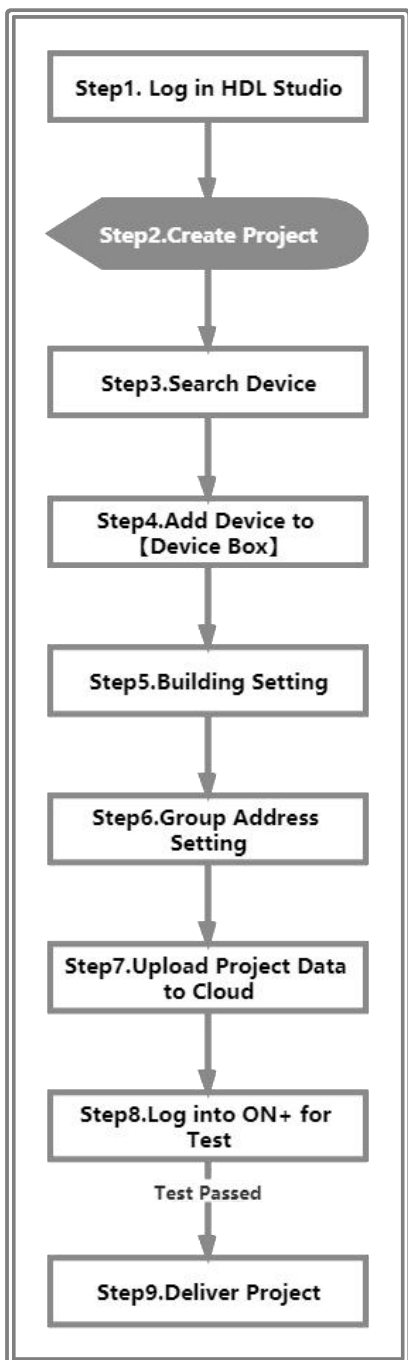 Step1. Log in HDL Studio
Step2.Create Project
Step3.Search Device
Step4.Add Device to
【Device Box】
Step5.Building Setting
Step6.Group Address
Setting
Step7.Upload Project Data
to Cloud
Step8.Log into ON+ for
Test
Test Passed
Step9.Deliver Project